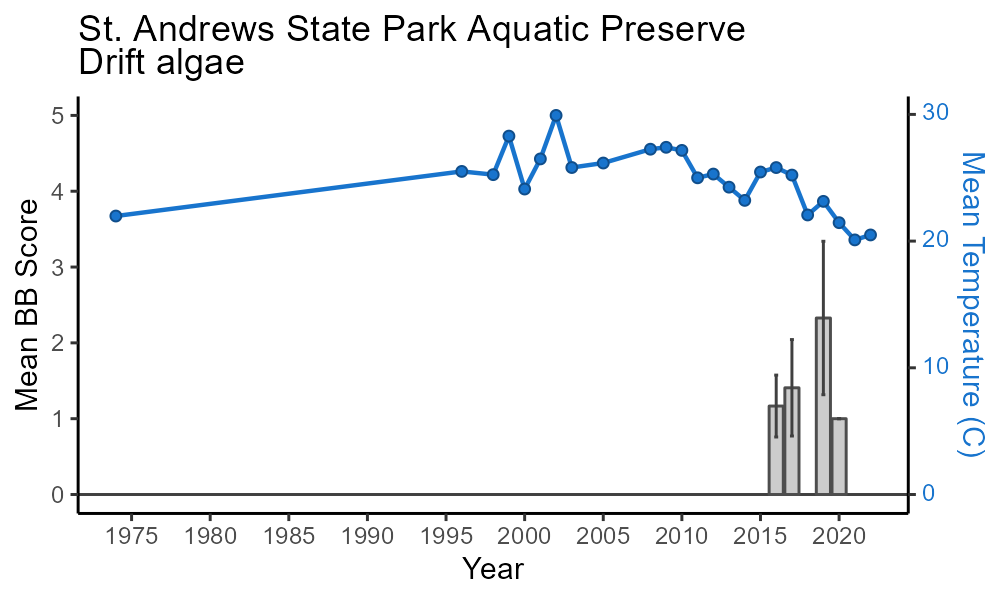 St. Andrews State Park Aquatic Preserve
Drift algae
Mean BB Score
5
4
3
2
1
0
30
20
10
0
Mean Temperature (C)
1975 1980 1985 1990 1995 2000 2005 2010 2015 2020
Year